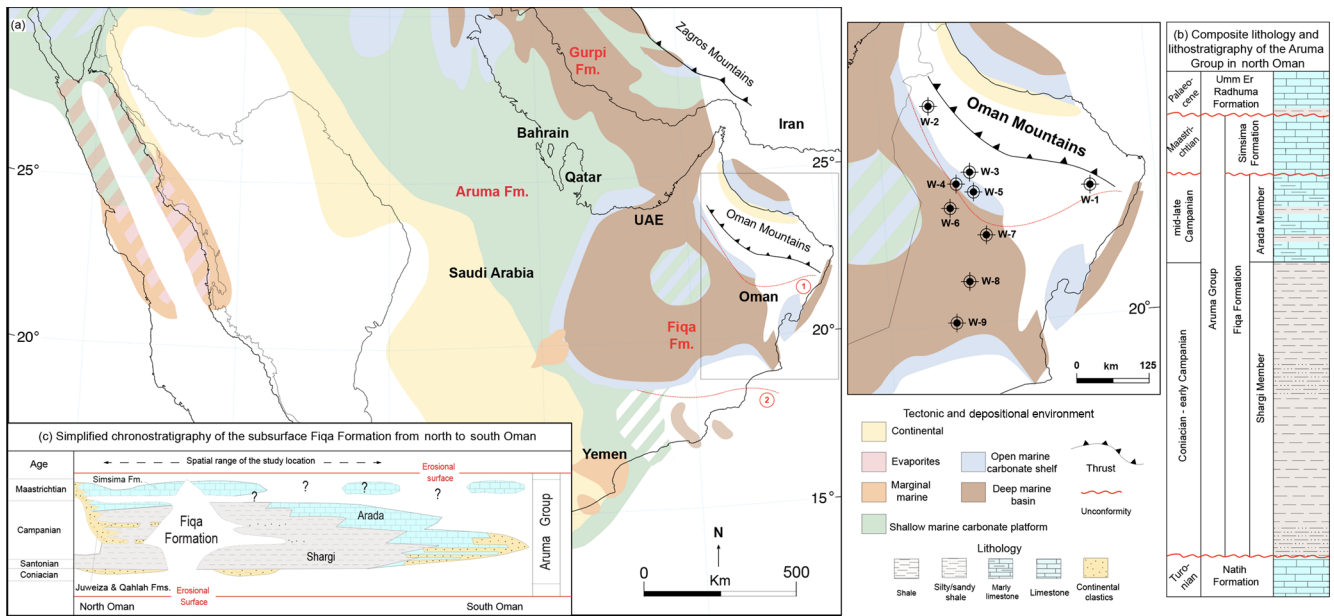 (a)
Gurpi
Fm.
Zagros Mountains
Iran
Bahrain
Qatar
25°
25°
Aruma Fm.
UAE
Oman Mountains
Saudi Arabia
1
Oman
20°
20°
Fiqa
Fm.
2
Yemen
15°
N
0
500
Km
(c) Simplified chronostratigraphy of the subsurface Fiqa Formation from north to south Oman
Age
Spatial range of the study location
Erosional
surface
Simsima Fm.
Maastrichtian
?
?
?
?
?
Arada
Campanian
Fiqa
Formation
Shargi
Santonian
Coniacian
Juweiza & Qahlah Fms.
Erosional
Surface
North Oman
South Oman
Aruma Group
Oman Mountains
W-2
W-3
W-4
W-5
W-1
W-6
W-7
W-8
W-9
20°
km
0
125
Tectonic and depositional environment
Continental
Evaporites
Open marine
carbonate shelf
Thrust
Marginal
marine
Deep marine
basin
Unconformity
Shallow marine carbonate platform
Lithology
Shale
Silty/sandy
shale
Marly
limestone
Limestone
Continental
clastics
(b) Composite lithology and
lithostratigraphy of the Aruma
Group in north Oman
Palaeo-
cene
Umm Er
Radhuma
Formation
Maastri-
chtian
Simsima
Formation
mid-late
Campanian
Arada Member
Aruma Group
Fiqa Formation
Coniacian - early Campanian
Shargi Member
Turo-
nian
Natih
Formation